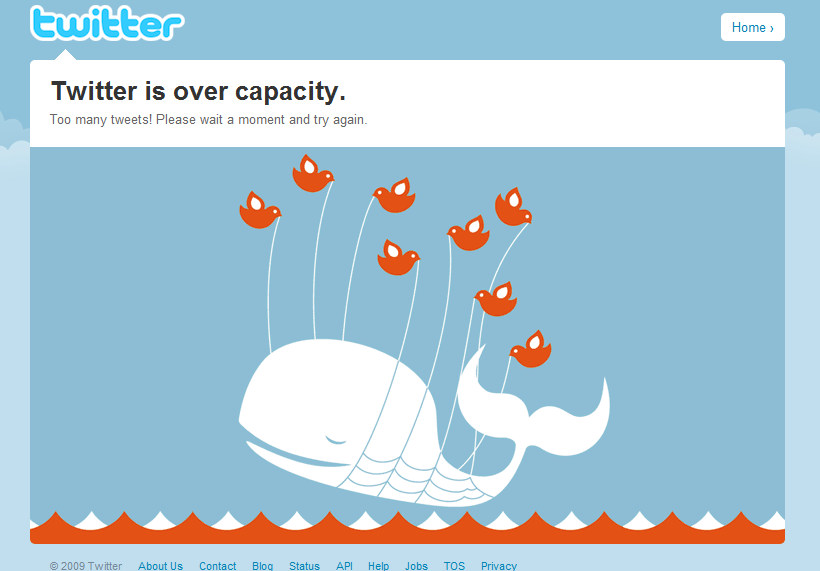 twitter
Home ›
Twitter is over capacity.
Too many tweets! Please wait a moment and try again.
© 2009 Twitter About Us Contact Blog Status API Help Jobs TOS Privacy